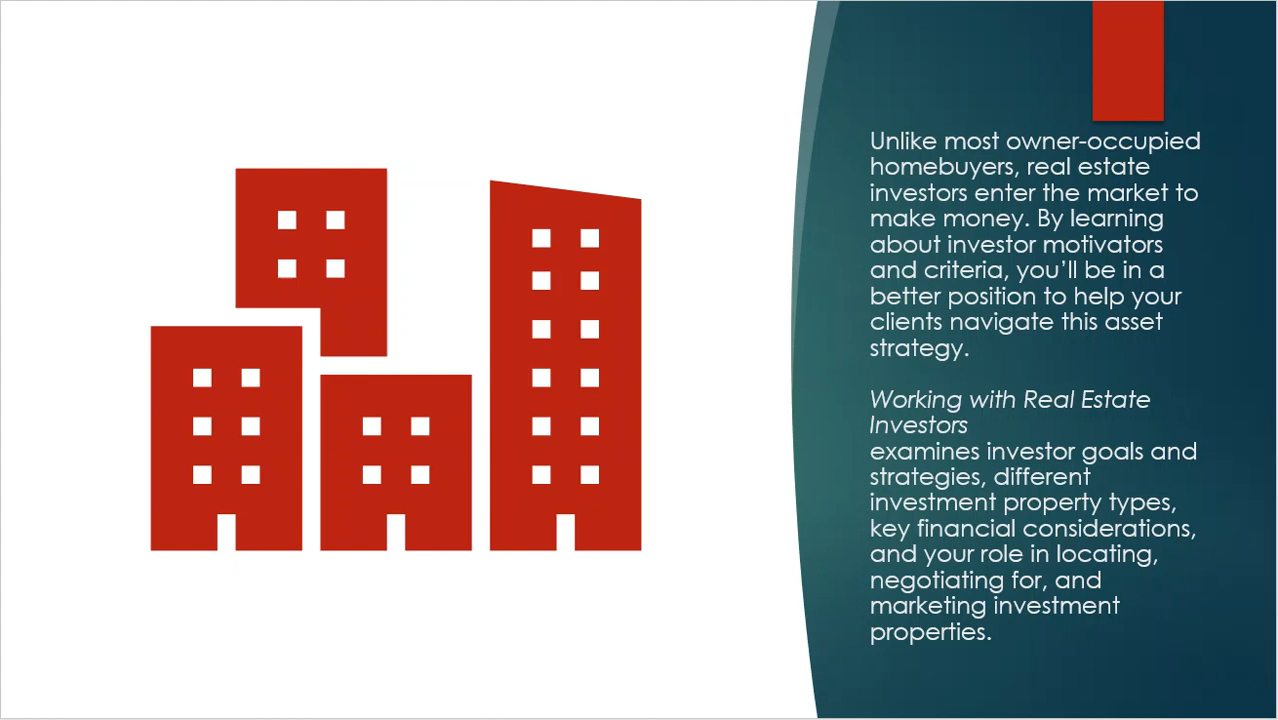 Unlike most owner-occupied
homebuyers, real estate
investors enter the market to
make money. By learning
about investor motivators
and criteria, you’ll be in a
better position to help your
clients navigate this asset
strategy.
Working with Real Estate
Investors
examines investor goals and
strategies, different
investment property types,
key financial considerations,
and your role in locating,
negotiating for, and
marketing investment
properties.